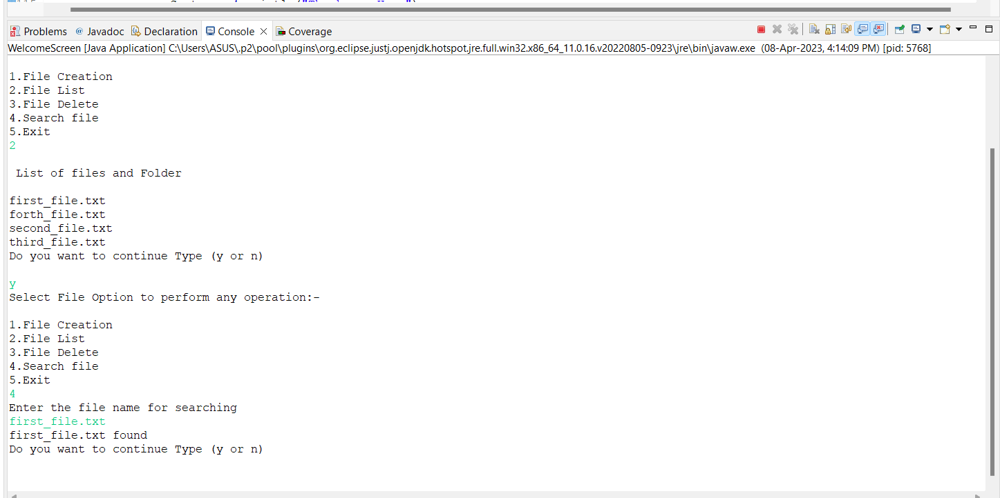 Problems @ Javadoc Declaration Console Coverage
WelcomeScreen [Java Application] C:\Users\ASUS\.p2\pool\plugins\org.eclipse.justj.openjdk.hotspot.jre.full.win32.x86_64_11.0.16.v20220805-0923\jre\bin\javaw.exe (08-Apr-2023, 4:14:09 PM) [pid: 5768]
1.File Creation
2.File List
3.File Delete
4.Search file
5.Exit
2
List of files and Folder
first_file.txt
forth_file.txt
second_file.txt
third_file.txt
Do you want to continue Type (y or n)
y
Select File Option to perform any operation:-
1.File Creation
2.File List
3.File Delete
4.Search file
5.Exit
4
Enter the file name for searching
first_file.txt
first_file.txt found
Do you want to continue Type (y or n)